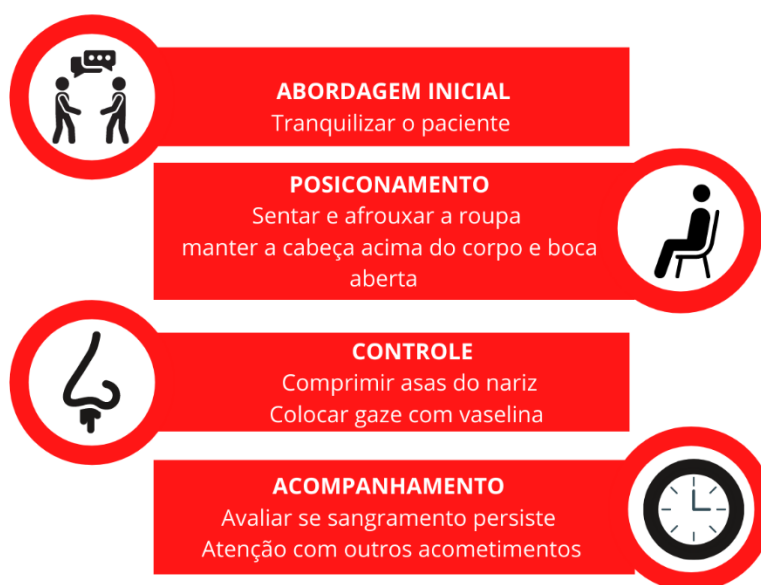 ABORDAGEM INICIAL
Tranquilizar o paciente
POSICONAMENTO
Sentar e afrouxar a roupa
manter a cabeça acima do corpo e boca
aberta
CONTROLE
Comprimir asas do nariz
Colocar gaze com vaselina
ACOMPANHAMENTO
Avaliar se sangramento persiste
Atenção com outros acometimentos